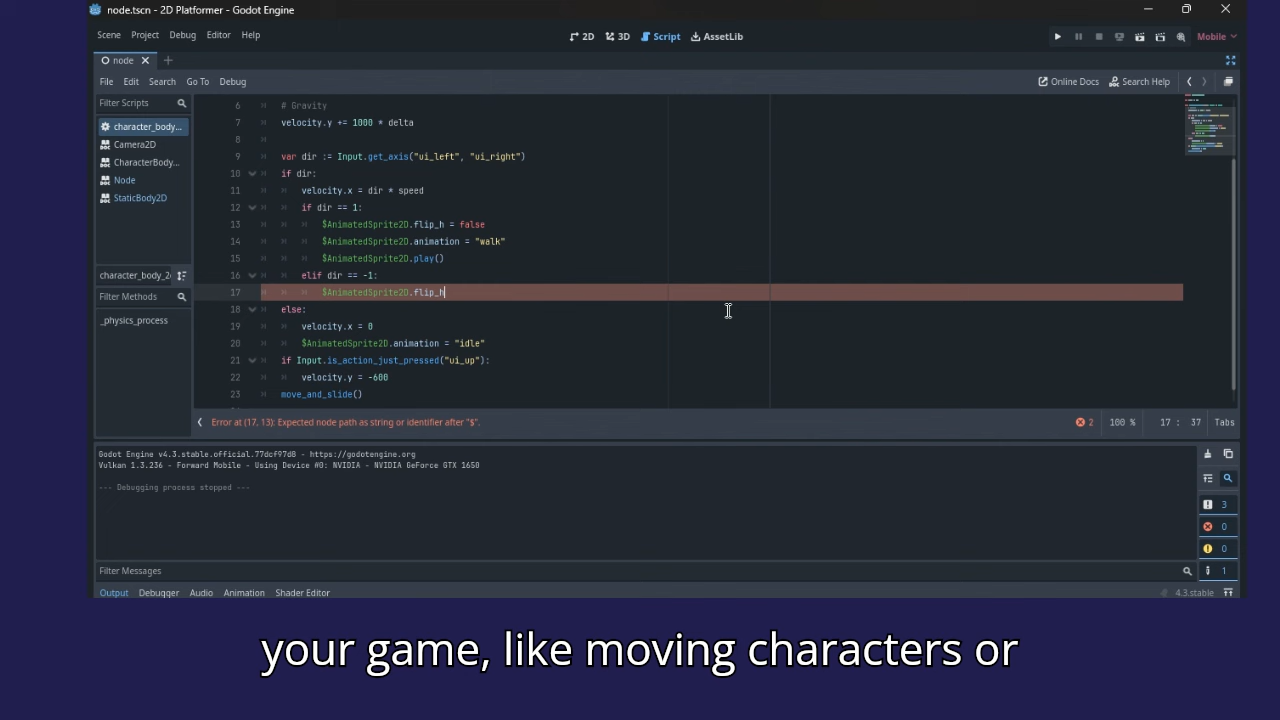 node.tscn - 2D Platformer - Godot Engine
Scene Project Debug Editor Help 2D 3D Script AssetLib Mobile
node
File Edit Search Go To Debug Online Docs Search Help
Filter Scripts
character_body...
Camera2D
CharacterBody...
Node
StaticBody2D
character_body_2
Filter Methods
_physics_process
6 # Gravity
7 velocity.y += 1000 * delta
8
9 var dir := Input.get_axis("ui_left", "ui_right")
10 if dir:
11 velocity.x = dir * speed
12 if dir == 1:
13 $AnimatedSprite2D.flip_h = false
14 $AnimatedSprite2D.animation = "walk"
15 $AnimatedSprite2D.play()
16 elif dir == -1:
17 $AnimatedSprite2D.flip_h
18 else:
19 velocity.x = 0
20 $AnimatedSprite2D.animation = "idle"
21 if Input.is_action_just_pressed("ui_up"):
22 velocity.y = -600
23 move_and_slide()
Error at (17, 13): Expected node path as string or identifier after "$". 2 100 % 17 : 37 Tabs
Godot Engine v4.3.stable.official.77dcf97d8 - https://godotengine.org
Vulkan 1.3.236 - Forward Mobile - Using Device #0: NVIDIA - NVIDIA GeForce GTX 1650
--- Debugging process stopped ---
3
0
0
1
Filter Messages
Output Debugger Audio Animation Shader Editor 4.3.stable
your game, like moving characters or